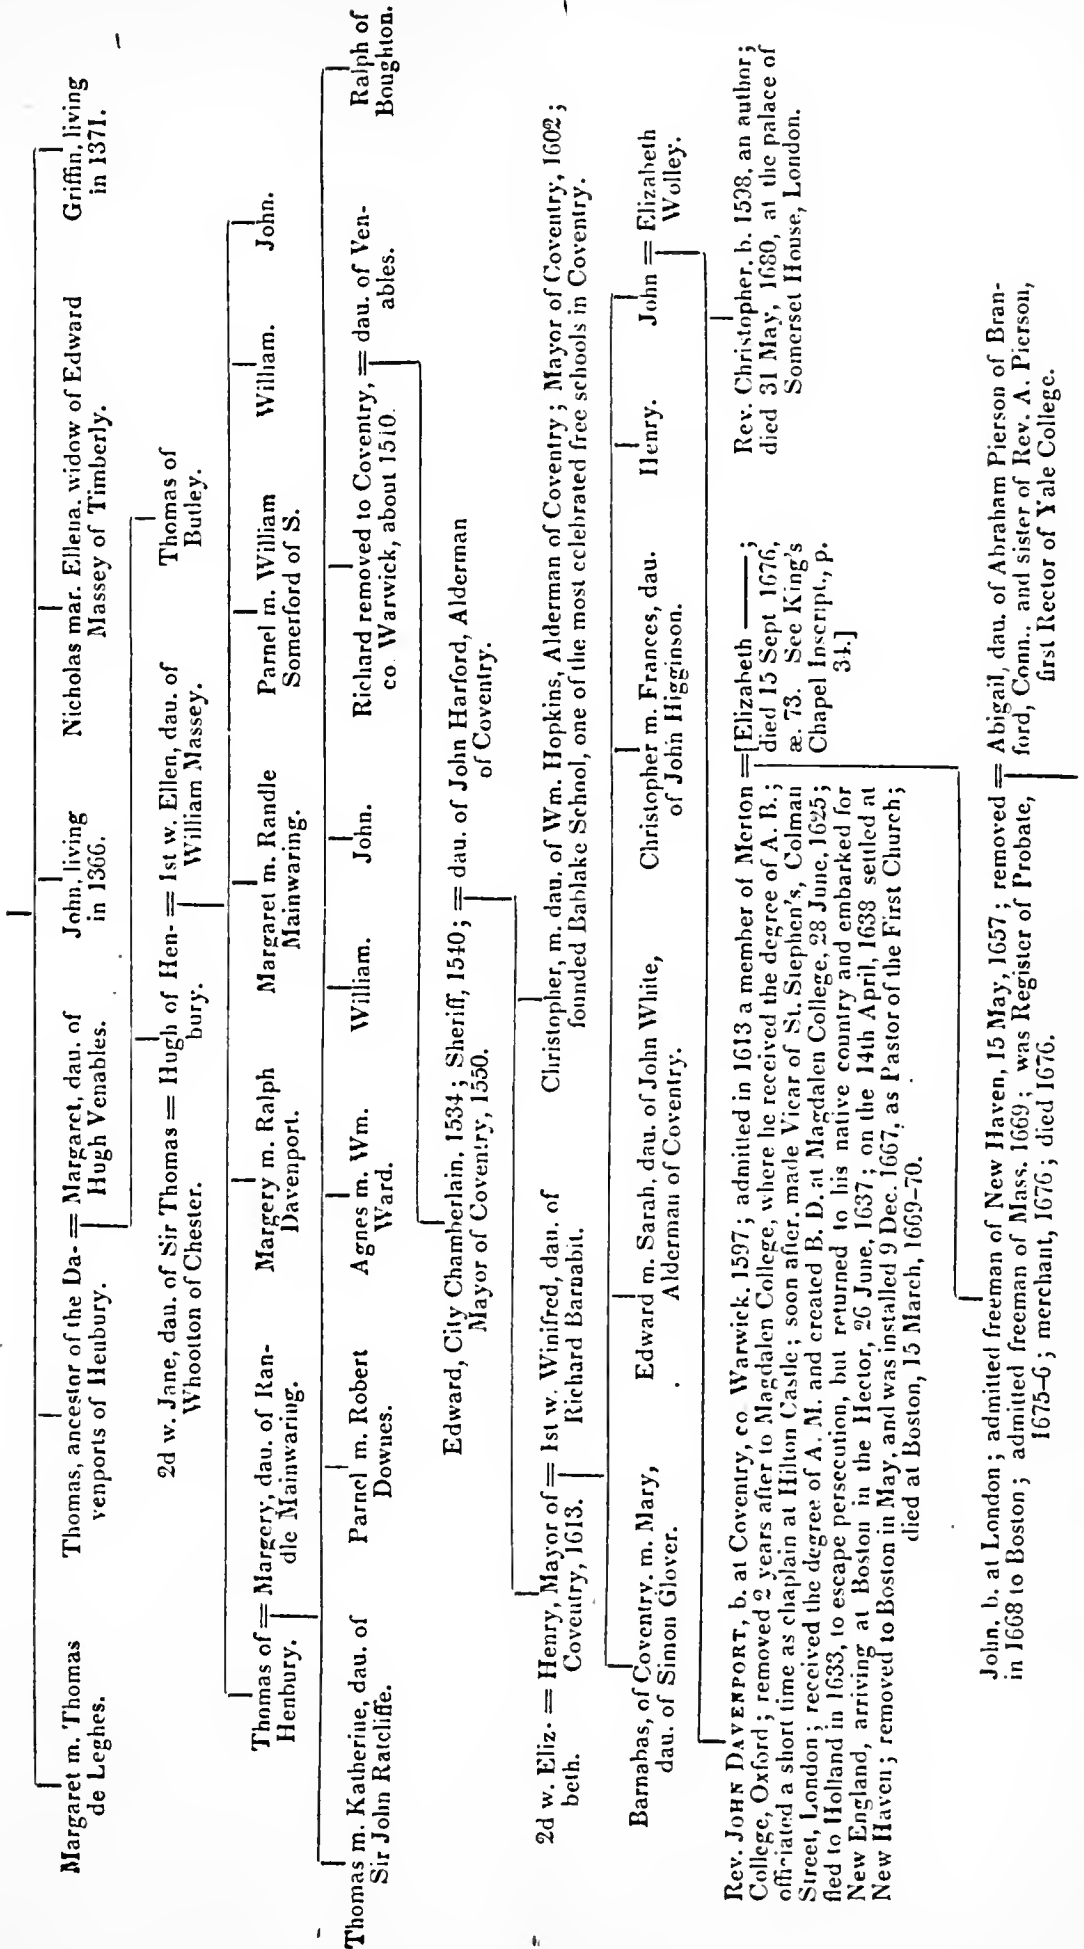 Margaret m. Thomas
de Leghes.
Thomas, ancestor of the Da-
venports of Henbury.
= Margaret, dau. of
Hugh Venables.
John, living
in 1366.
Nicholas mar. Ellena, widow of Edward
Massey of Timberly.
Griffin, living
in 1371.
2d w. Jane, dau. of Sir Thomas = Hugh of Hen- = 1st w. Ellen, dau. of
Whootton of Chester.
bury.
William Massey.
Thomas of
Butley.
Thomas of = Margery, dau. of Ran-
Henbury.
dle Mainwaring.
Margery m. Ralph
Davenport.
Margaret m. Randle
Mainwaring.
Parnel m. William
Somerford of S.
William.
John.
Thomas m. Katherine, dau. of
Sir John Ratcliffe.
Parnel m. Robert
Downes.
Agnes m. Wm.
Ward.
William.
John.
Richard removed to Coventry, = dau. of Ven-
co. Warwick, about 1510.
ables.
Ralph of
Boughton.
Edward, City Chamberlain, 1534; Sheriff, 1540; = dau. of John Harford, Alderman
Mayor of Coventry, 1550.
of Coventry.
2d w. Eliz- = Henry, Mayor of = 1st w. Winifred, dau. of
beth.
Coventry, 1613.
Richard Barnabit.
Christopher, m. dau. of Wm. Hopkins, Alderman of Coventry; Mayor of Coventry, 1602;
founded Bablake School, one of the most celebrated free schools in Coventry.
Barnabas, of Coventry. m. Mary,
dau. of Simon Glover.
Edward m. Sarah, dau. of John White,
Alderman of Coventry.
Christopher m. Frances, dau.
of John Higginson.
Henry.
John = Elizabeth
Wolley.
Rev. JOHN DAVENPORT, b. at Coventry, co. Warwick, 1597; admitted in 1613 a member of Merton
College, Oxford; removed 2 years after to Magdalen College, where he received the degree of A. B.;
officiated a short time as chaplain at Hilton Castle; soon after, made Vicar of St. Stephen's, Colman
Street, London; received the degree of A. M. and created B. D. at Magdalen College, 28 June, 1625;
fled to Holland in 1633, to escape persecution, but returned to his native country and embarked for
New England, arriving at Boston in the Hector, 26 June, 1637; on the 14th April, 1638 settled at
New Haven; removed to Boston in May, and was installed 9 Dec. 1667, as Pastor of the First Church;
died at Boston, 15 March, 1669-70.
=[Elizabeth ———;
died 15 Sept 1676,
æ. 73. See King's
Chapel Inscript., p.
34.]
Rev. Christopher, b. 1598, an author;
died 31 May, 1680, at the palace of
Somerset House, London.
John, b. at London; admitted freeman of New Haven, 15 May, 1657; removed = Abigail, dau. of Abraham Pierson of Bran-
in 1668 to Boston; admitted freeman of Mass. 1669; was Register of Probate,
ford, Conn., and sister of Rev. A. Pierson,
1675-6; merchant, 1676; died 1676.
first Rector of Yale College.